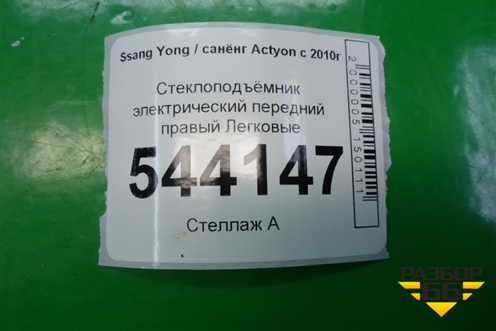 Ssang Yong / санёнг Actyon с 2010г
Стеклоподъёмник
электрический передний
правый Легковые
544147
Стеллаж А
2000005150111
РАЗБОР
66